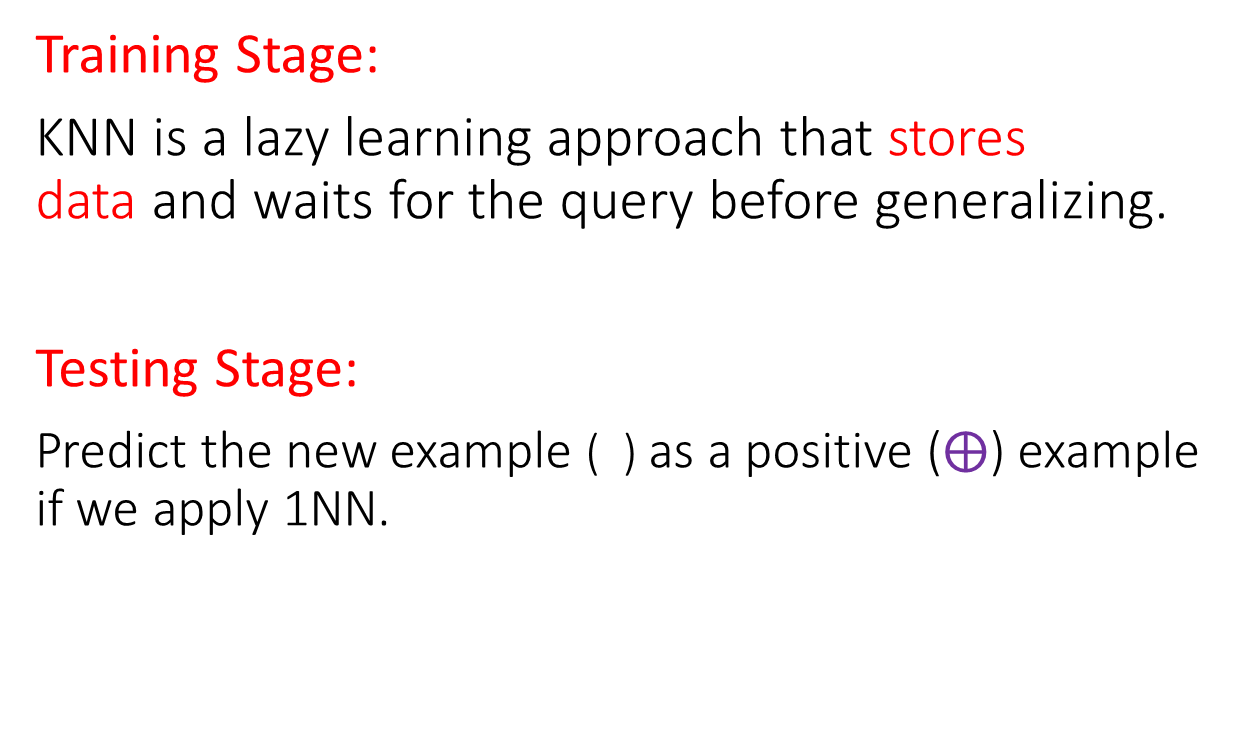 Training Stage:
KNN is a lazy learning approach that stores
data and waits for the query before generalizing.
Testing Stage:
Predict the new example ( ) as a positive (⊕) example
if we apply 1NN.